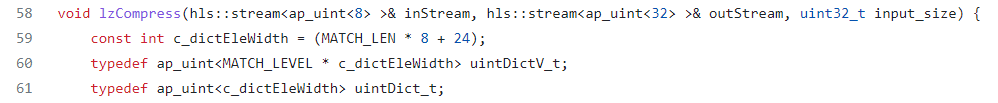 58 void lzCompress(hls::stream<ap_uint<8> >& inStream, hls::stream<ap_uint<32> >& outStream, uint32_t input_size) {
59     const int c_dictEleWidth = (MATCH_LEN * 8 + 24);
60     typedef ap_uint<MATCH_LEVEL * c_dictEleWidth> uintDictV_t;
61     typedef ap_uint<c_dictEleWidth> uintDict_t;